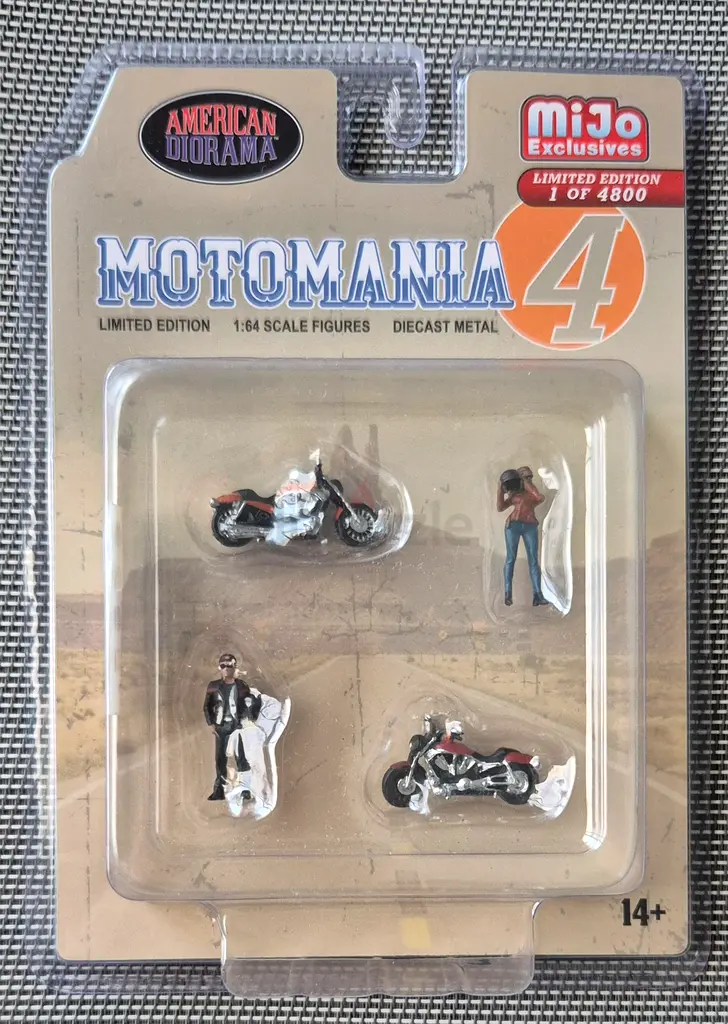 AMERICAN
DIORAMA
MiJo
Exclusives
LIMITED EDITION
1 OF 4800
MOTOMANIA 4
LIMITED EDITION 1:64 SCALE FIGURES DIECAST METAL
14+